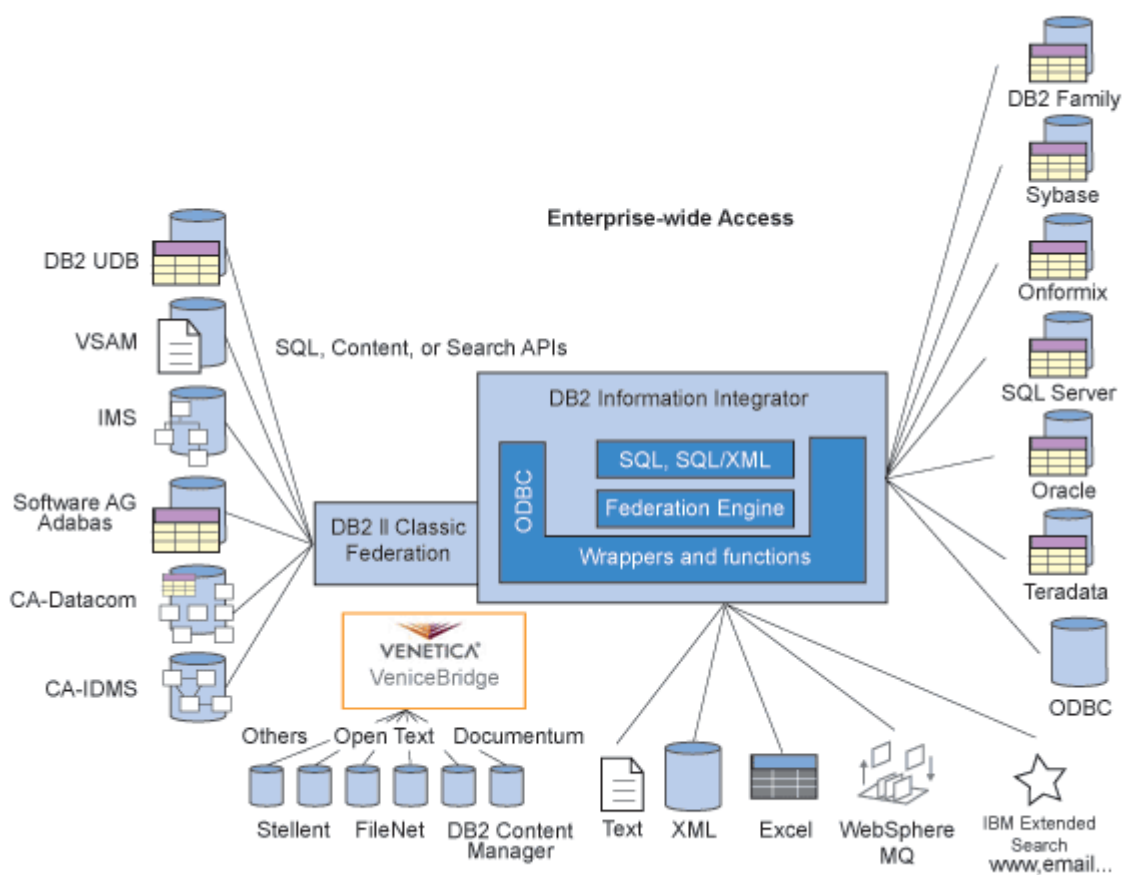 DB2 Family
Sybase
Enterprise-wide Access
DB2 UDB
Onformix
VSAM
SQL, Content, or Search APIs
SQL Server
DB2 Information Integrator
IMS
SQL, SQL/XML
ODBC
Federation Engine
Oracle
Software AG
Adabas
DB2 II Classic
Federation
Wrappers and functions
Teradata
CA-Datacom
VENETICA®
VeniceBridge
CA-IDMS
ODBC
Others
Open Text
Documentum
Stellent
FileNet
DB2 Content
Manager
Text
XML
Excel
WebSphere
MQ
IBM Extended
Search
www,email...